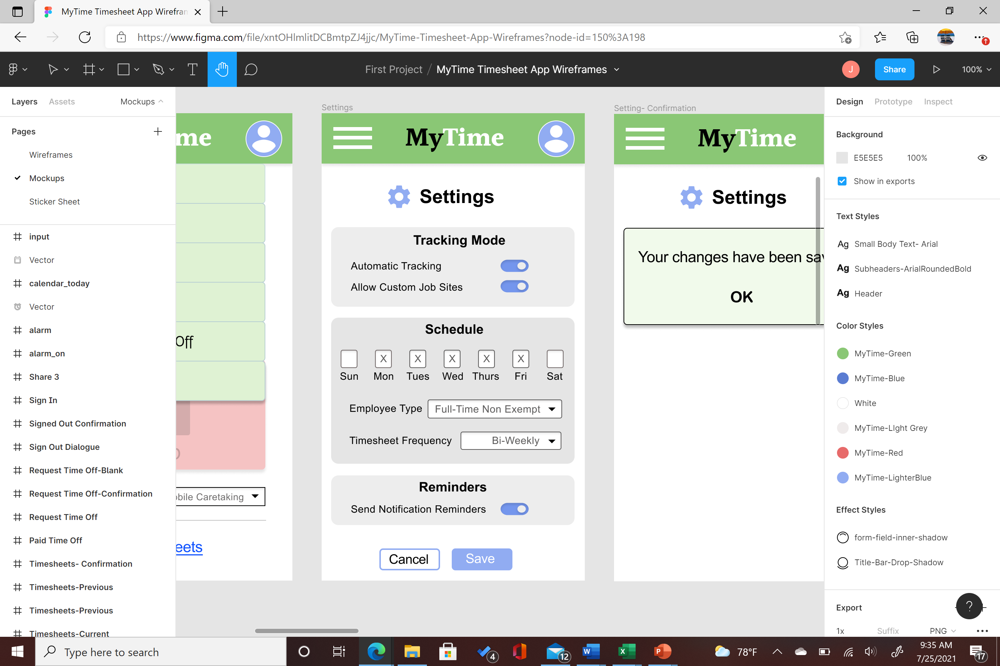 MyTime Timesheet App Wirefran
https://www.figma.com/file/xntOHlmlitDCBmtpZJ4jjc/MyTime-Timesheet-App-Wireframes?node-id=150%3A198
First Project / MyTime Timesheet App Wireframes
J
Share
100%
Layers
Assets
Mockups
Pages
Wireframes
Mockups
Sticker Sheet
input
Vector
calendar_today
Vector
alarm
alarm_on
Share 3
Sign In
Signed Out Confirmation
Sign Out Dialogue
Request Time Off-Blank
Request Time Off-Confirmation
Request Time Off
Paid Time Off
Timesheets- Confirmation
Timesheets-Previous
Timesheets-Previous
Timesheets-Current
me
Off
bile Caretaking
eets
Settings
MyTime
Settings
Tracking Mode
Automatic Tracking
Allow Custom Job Sites
Schedule
X X X X X
Sun Mon Tues Wed Thurs Fri Sat
Employee Type Full-Time Non Exempt
Timesheet Frequency Bi-Weekly
Reminders
Send Notification Reminders
Cancel Save
Setting- Confirmation
MyTime
Settings
Your changes have been sav
OK
Design Prototype Inspect
Background
E5E5E5 100%
Show in exports
Text Styles
Ag Small Body Text- Arial
Ag Subheaders-ArialRoundedBold
Ag Header
Color Styles
MyTime-Green
MyTime-Blue
White
MyTime-LIght Grey
MyTime-Red
MyTime-LighterBlue
Effect Styles
form-field-inner-shadow
Title-Bar-Drop-Shadow
Export
?
1x Suffix PNG
Type here to search
4
12
W
X
P
78°F
9:35 AM
7/25/2021
17